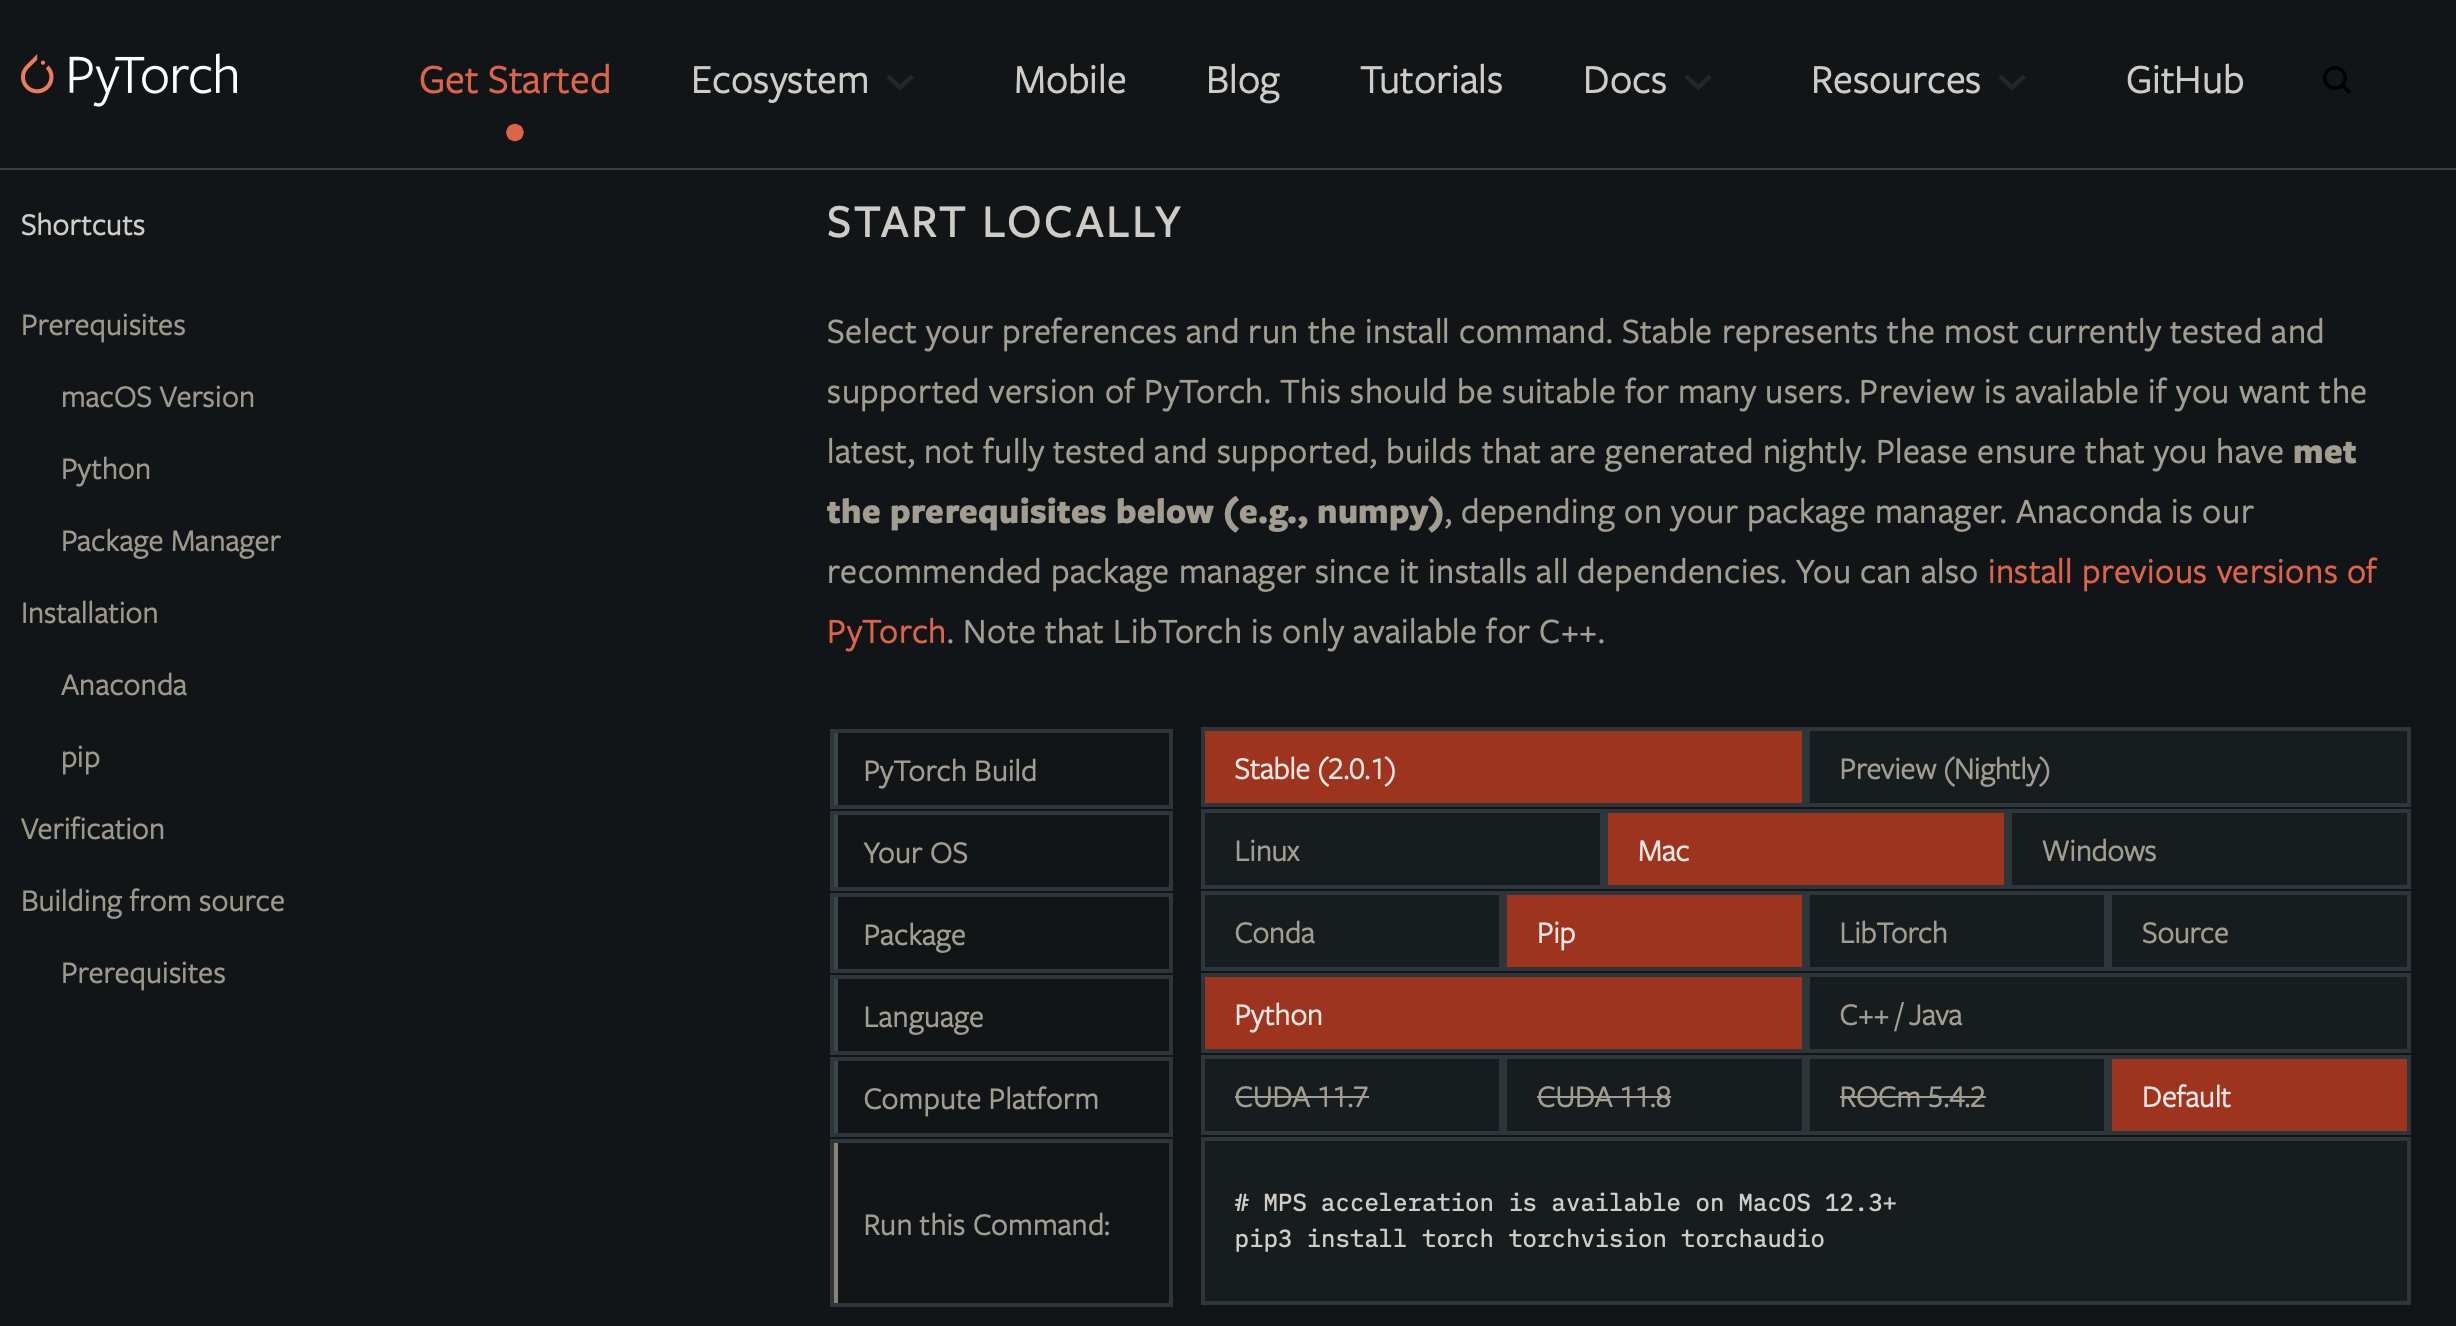 PyTorch
Get Started
Ecosystem
Mobile
Blog
Tutorials
Docs
Resources
GitHub
Shortcuts
Prerequisites
macOS Version
Python
Package Manager
Installation
Anaconda
pip
Verification
Building from source
Prerequisites
START LOCALLY
Select your preferences and run the install command. Stable represents the most currently tested and
supported version of PyTorch. This should be suitable for many users. Preview is available if you want the
latest, not fully tested and supported, builds that are generated nightly. Please ensure that you have met
the prerequisites below (e.g., numpy), depending on your package manager. Anaconda is our
recommended package manager since it installs all dependencies. You can also install previous versions of
PyTorch. Note that LibTorch is only available for C++.
PyTorch Build
Stable (2.0.1)
Preview (Nightly)
Your OS
Linux
Mac
Windows
Package
Conda
Pip
LibTorch
Source
Language
Python
C++ / Java
Compute Platform
CUDA 11.7
CUDA 11.8
ROCm 5.4.2
Default
Run this Command:
# MPS acceleration is available on MacOS 12.3+
pip3 install torch torchvision torchaudio